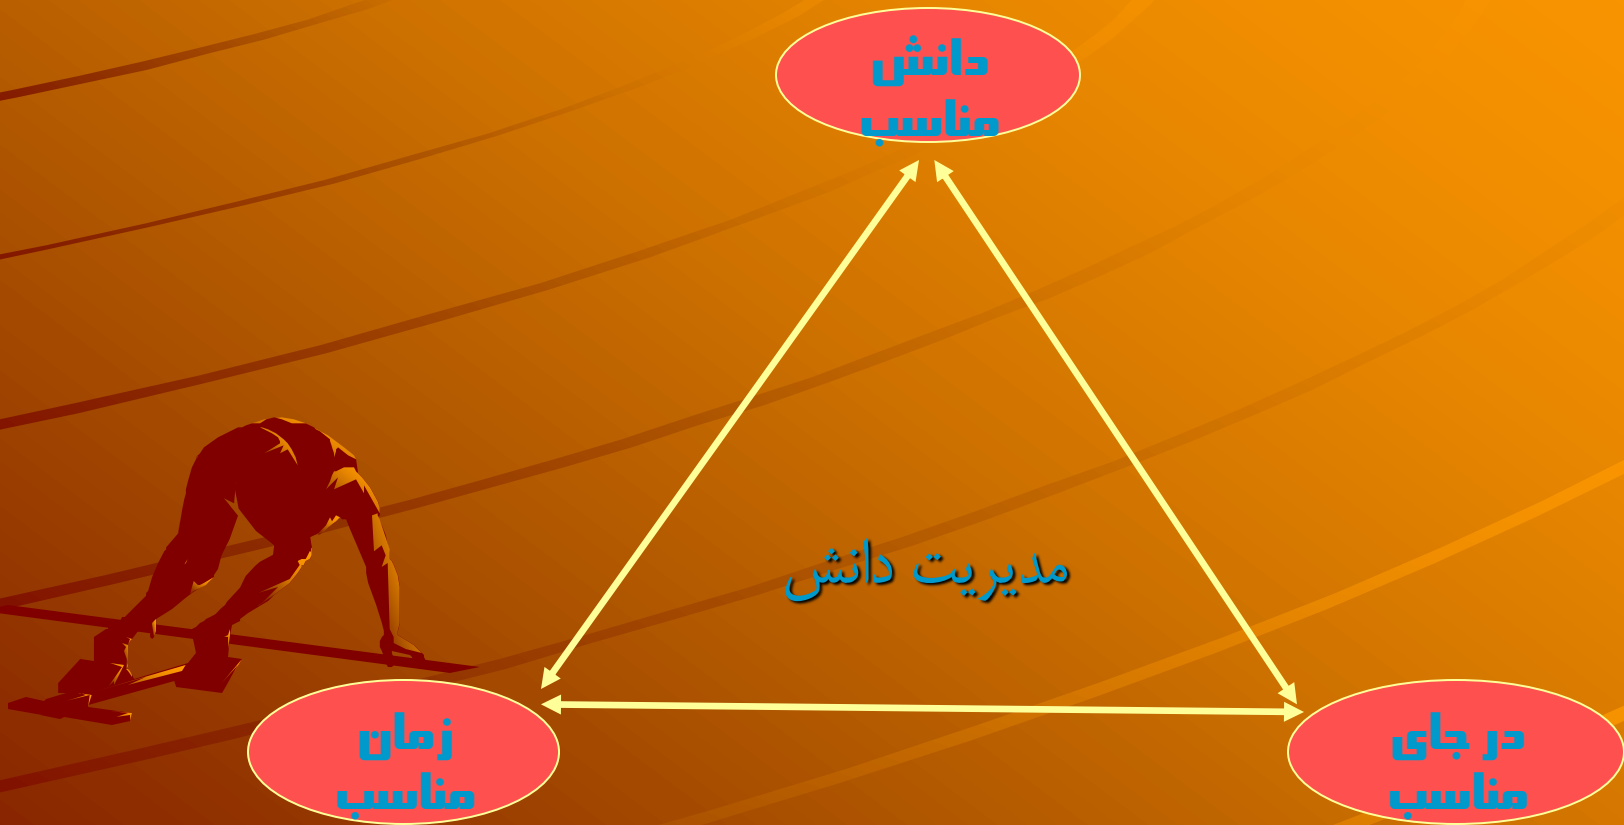 دانش
مناسب
مدیریت دانش
در جای
مناسب
زمان
مناسب